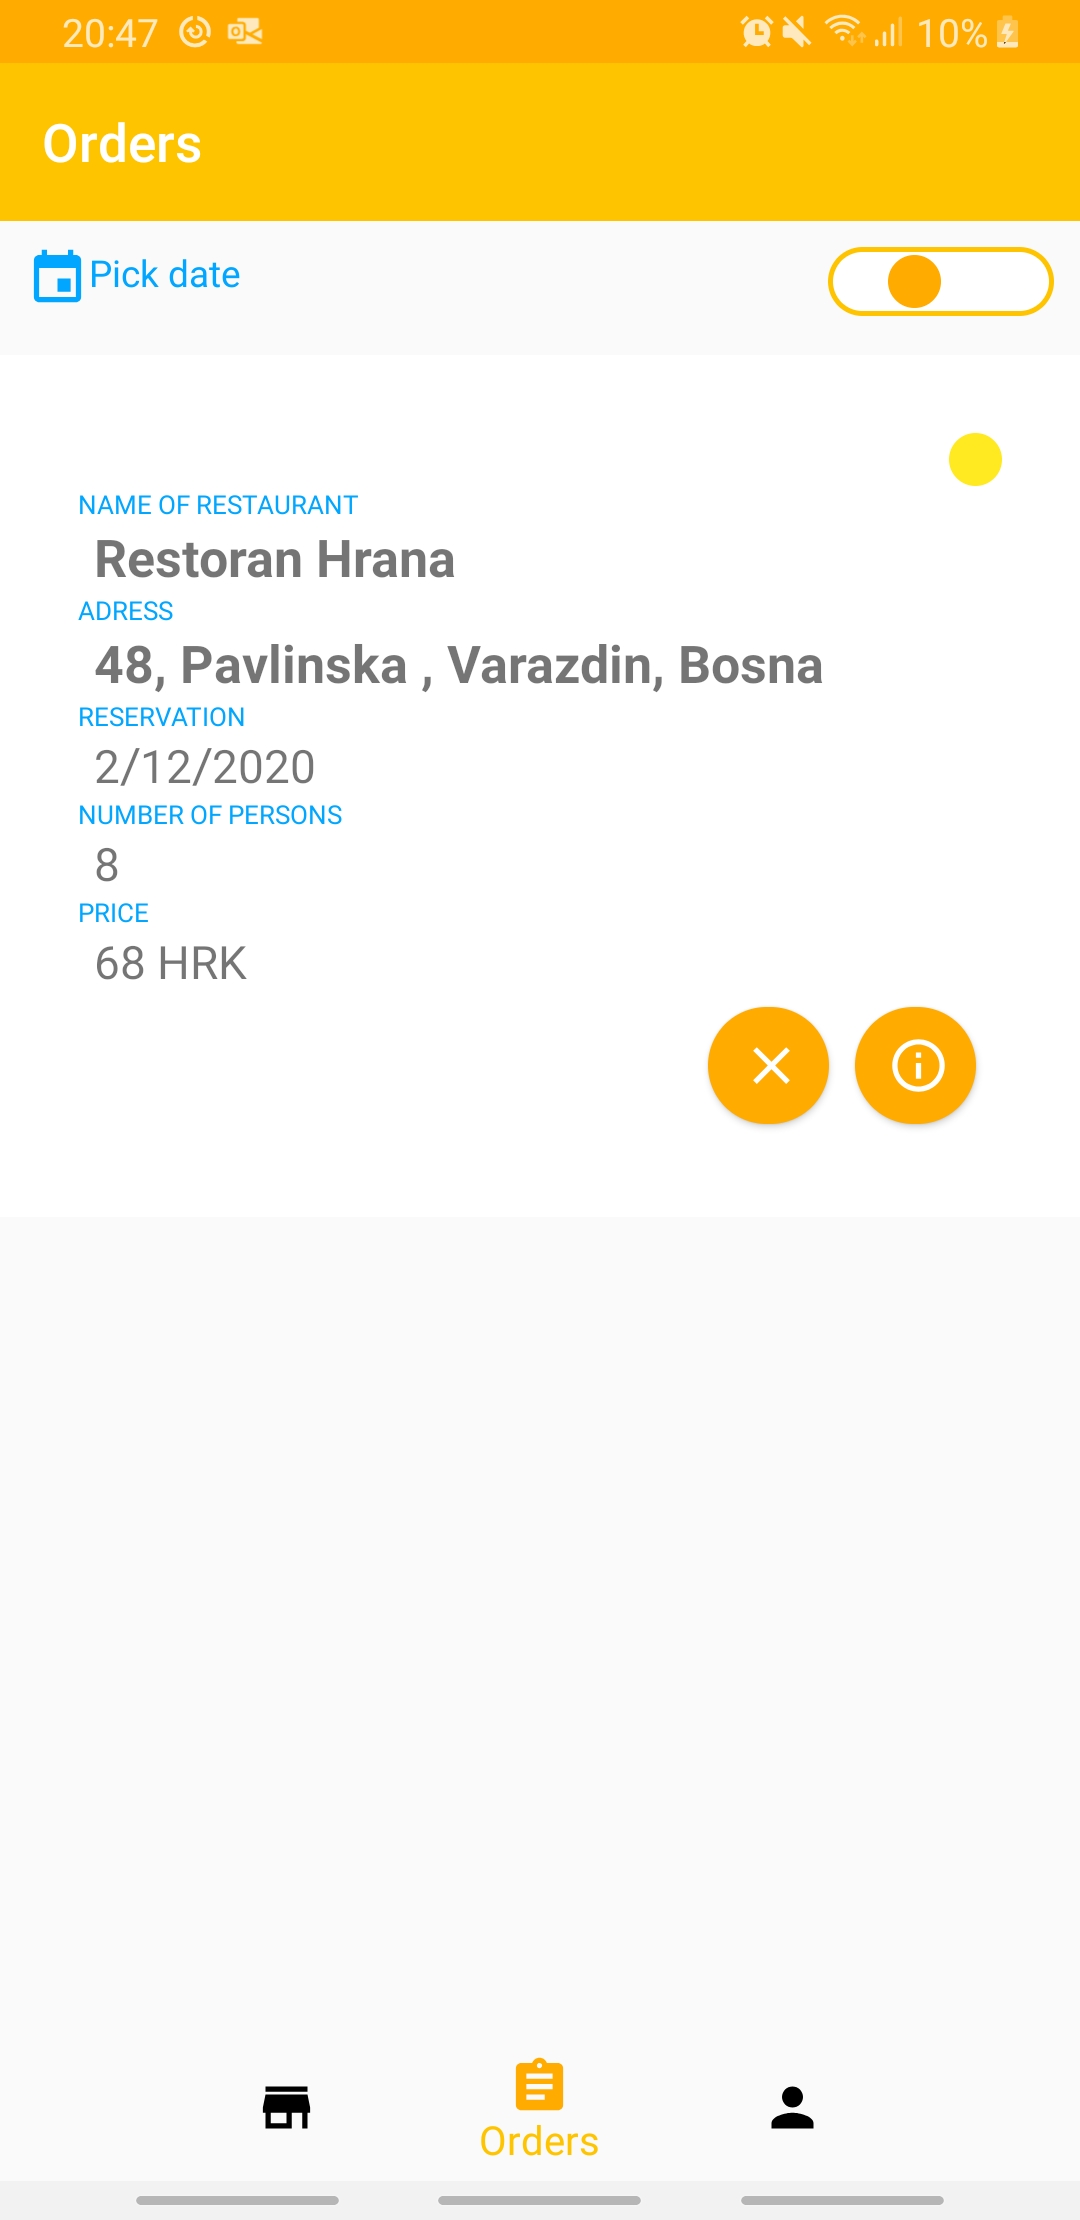 20:47 10%
Orders
Pick date
NAME OF RESTAURANT
Restoran Hrana
ADRESS
48, Pavlinska , Varazdin, Bosna
RESERVATION
2/12/2020
NUMBER OF PERSONS
8
PRICE
68 HRK
Orders